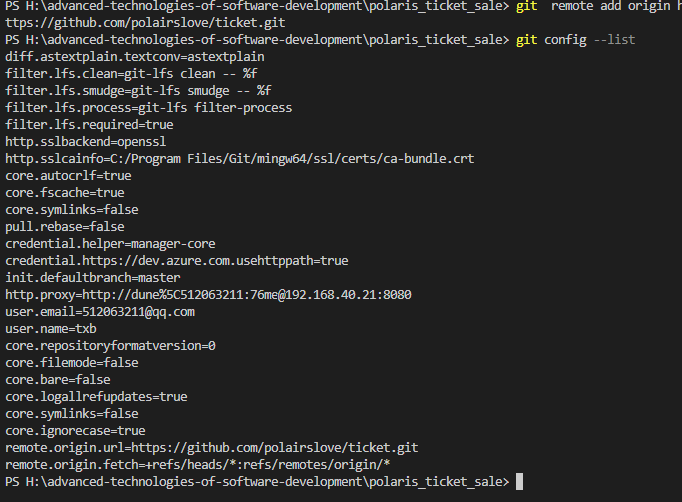 PS H:\advanced-technologies-of-software-development\polaris_ticket_sale> git  remote add origin h
ttps://github.com/polairslove/ticket.git
PS H:\advanced-technologies-of-software-development\polaris_ticket_sale> git config --list
diff.astextplain.textconv=astextplain
filter.lfs.clean=git-lfs clean -- %f
filter.lfs.smudge=git-lfs smudge -- %f
filter.lfs.process=git-lfs filter-process
filter.lfs.required=true
http.sslbackend=openssl
http.sslcainfo=C:/Program Files/Git/mingw64/ssl/certs/ca-bundle.crt
core.autocrlf=true
core.fscache=true
core.symlinks=false
pull.rebase=false
credential.helper=manager-core
credential.https://dev.azure.com.usehttppath=true
init.defaultbranch=master
http.proxy=http://dune%5C512063211:76me@192.168.40.21:8080
user.email=512063211@qq.com
user.name=txb
core.repositoryformatversion=0
core.filemode=false
core.bare=false
core.logallrefupdates=true
core.symlinks=false
core.ignorecase=true
remote.origin.url=https://github.com/polairslove/ticket.git
remote.origin.fetch=+refs/heads/*:refs/remotes/origin/*
PS H:\advanced-technologies-of-software-development\polaris_ticket_sale>